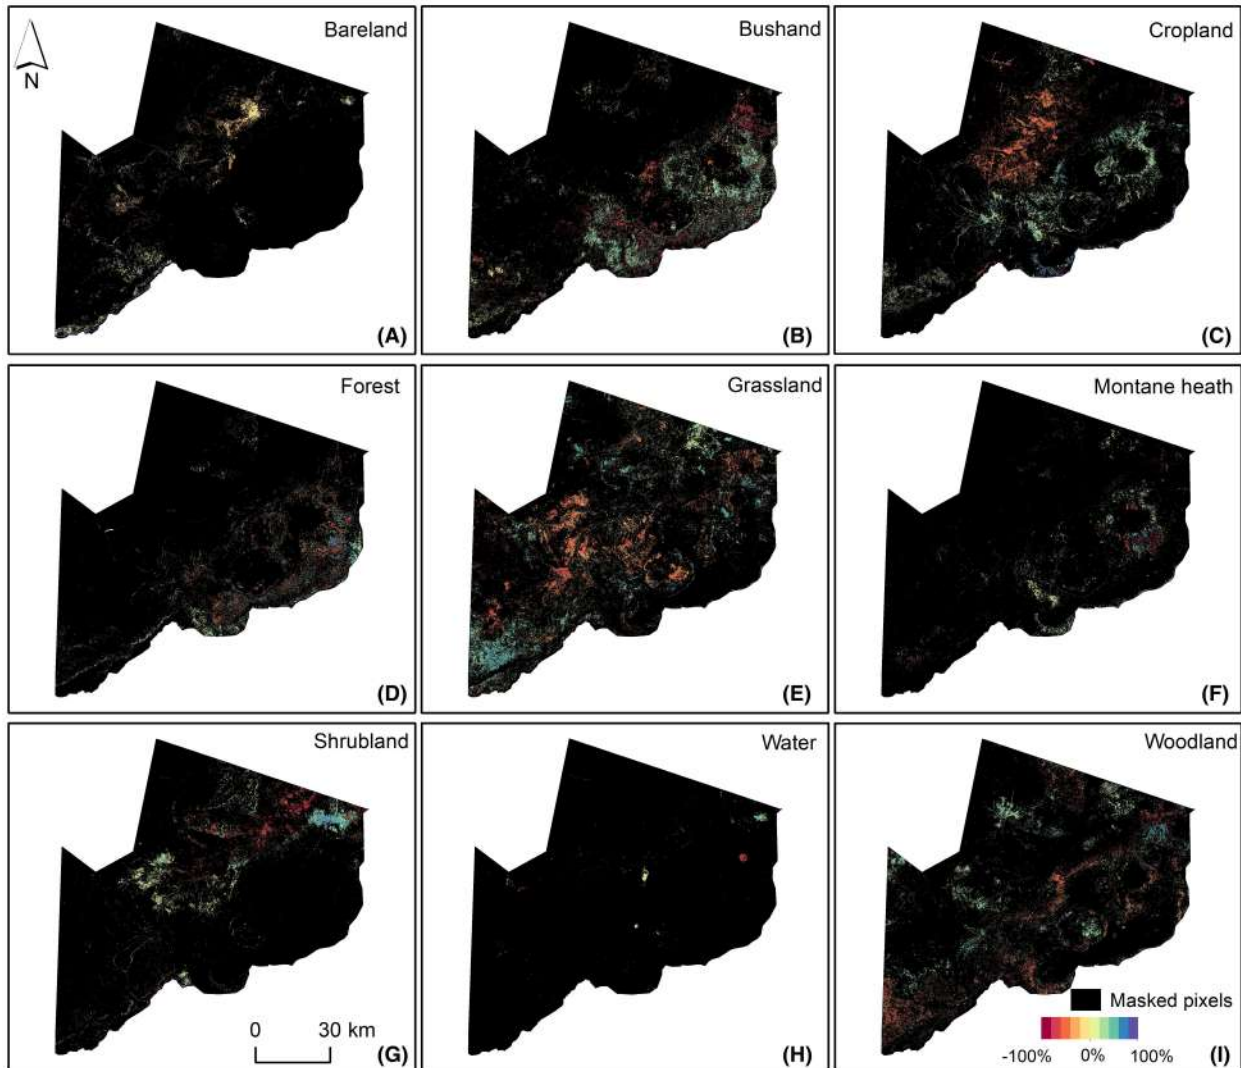 N
Bareland
(A)
Bushand
(B)
Cropland
(C)
Forest
(D)
Grassland
(E)
Montane heath
(F)
Shrubland
0 30 km
(G)
Water
(H)
Woodland
Masked pixels
-100% 0% 100%
(I)